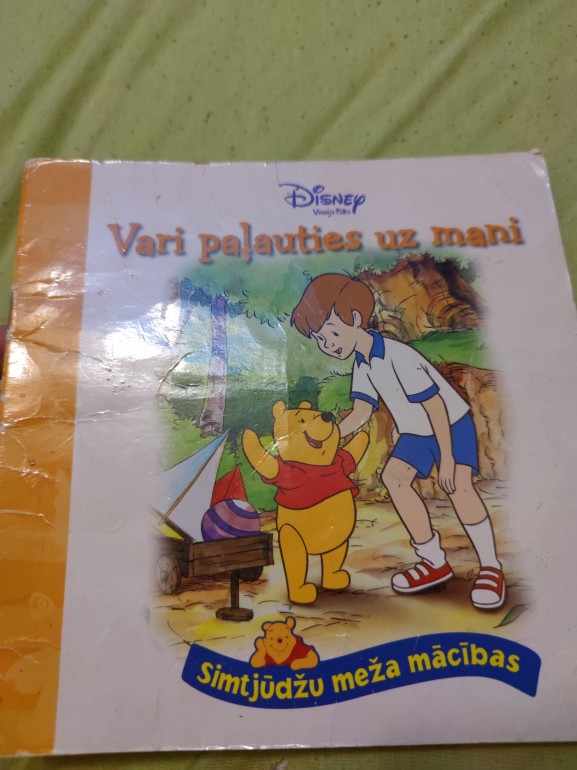 Disney
Vinnijs Pūks
Vari paļauties uz mani
Simtjūdžu meža mācības